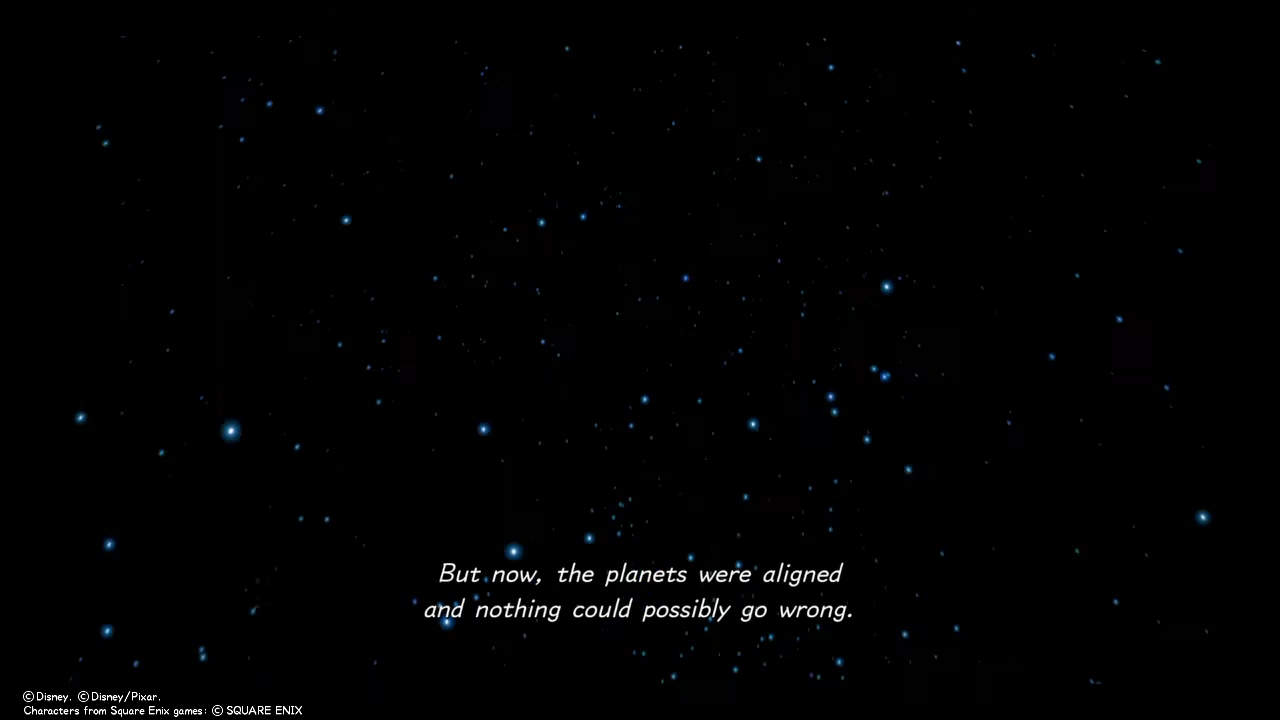 But now, the planets were aligned
and nothing could possibly go wrong.
©Disney. ©Disney/Pixar.
Characters from Square Enix games: © SQUARE ENIX